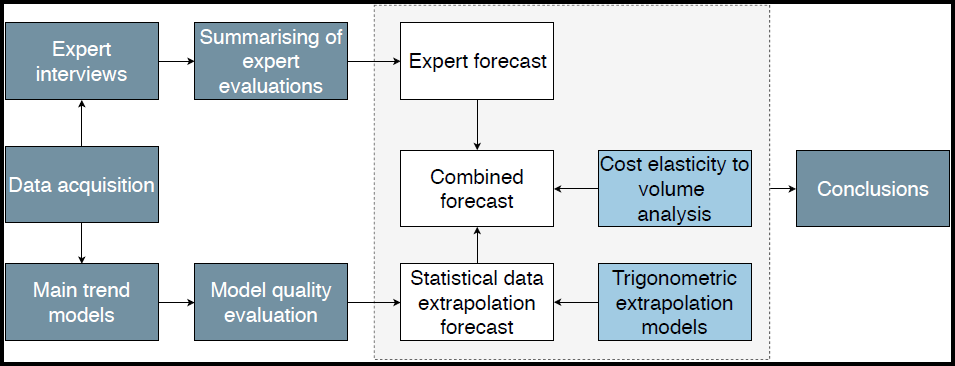 Expert
interviews
Summarising of
expert
evaluations
Expert forecast
Data acquisition
Combined
forecast
Cost elasticity to
volume
analysis
Conclusions
Main trend
models
Model quality
evaluation
Statistical data
extrapolation
forecast
Trigonometric
extrapolation
models